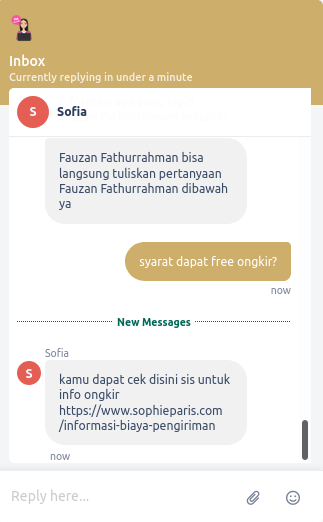 Inbox
Currently replying in under a minute
S
Sofia
Fauzan Fathurrahman bisa
langsung tuliskan pertanyaan
Fauzan Fathurrahman dibawah
ya
syarat dapat free ongkir?
now
New Messages
Sofia
S
kamu dapat cek disini sis untuk
info ongkir
https://www.sophieparis.com
/informasi-biaya-pengiriman
now
Reply here...